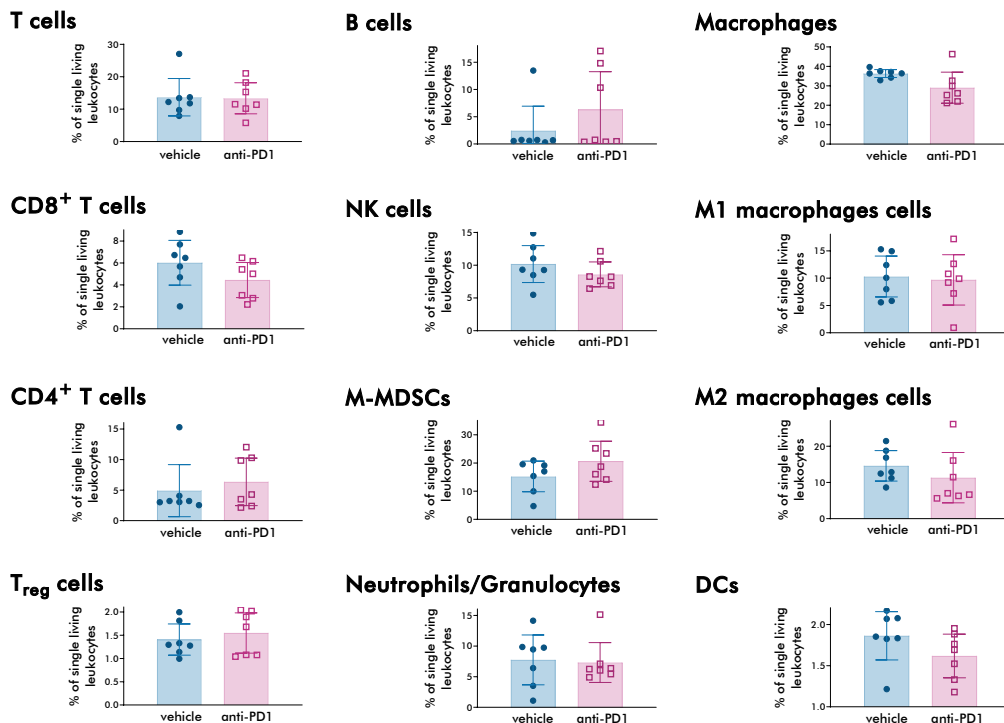 T cells
30
20
10
0
% of single living
leukocytes
vehicle anti-PD1
B cells
15
10
5
0
% of single living
leukocytes
vehicle anti-PD1
Macrophages
50
40
30
20
10
0
% of single living
leukocytes
vehicle anti-PD1
CD8+ T cells
8
6
4
2
0
% of single living
leukocytes
vehicle anti-PD1
NK cells
15
10
5
0
% of single living
leukocytes
vehicle anti-PD1
M1 macrophages cells
15
10
5
0
% of single living
leukocytes
vehicle anti-PD1
CD4+ T cells
15
10
5
0
% of single living
leukocytes
vehicle anti-PD1
M-MDSCs
30
20
10
0
% of single living
leukocytes
vehicle anti-PD1
M2 macrophages cells
20
10
0
% of single living
leukocytes
vehicle anti-PD1
Treg cells
2.0
1.5
1.0
0.5
0.0
% of single living
leukocytes
vehicle anti-PD1
Neutrophils/Granulocytes
15
10
5
0
% of single living
leukocytes
vehicle anti-PD1
DCs
2.0
1.5
1.0
% of single living
leukocytes
vehicle anti-PD1